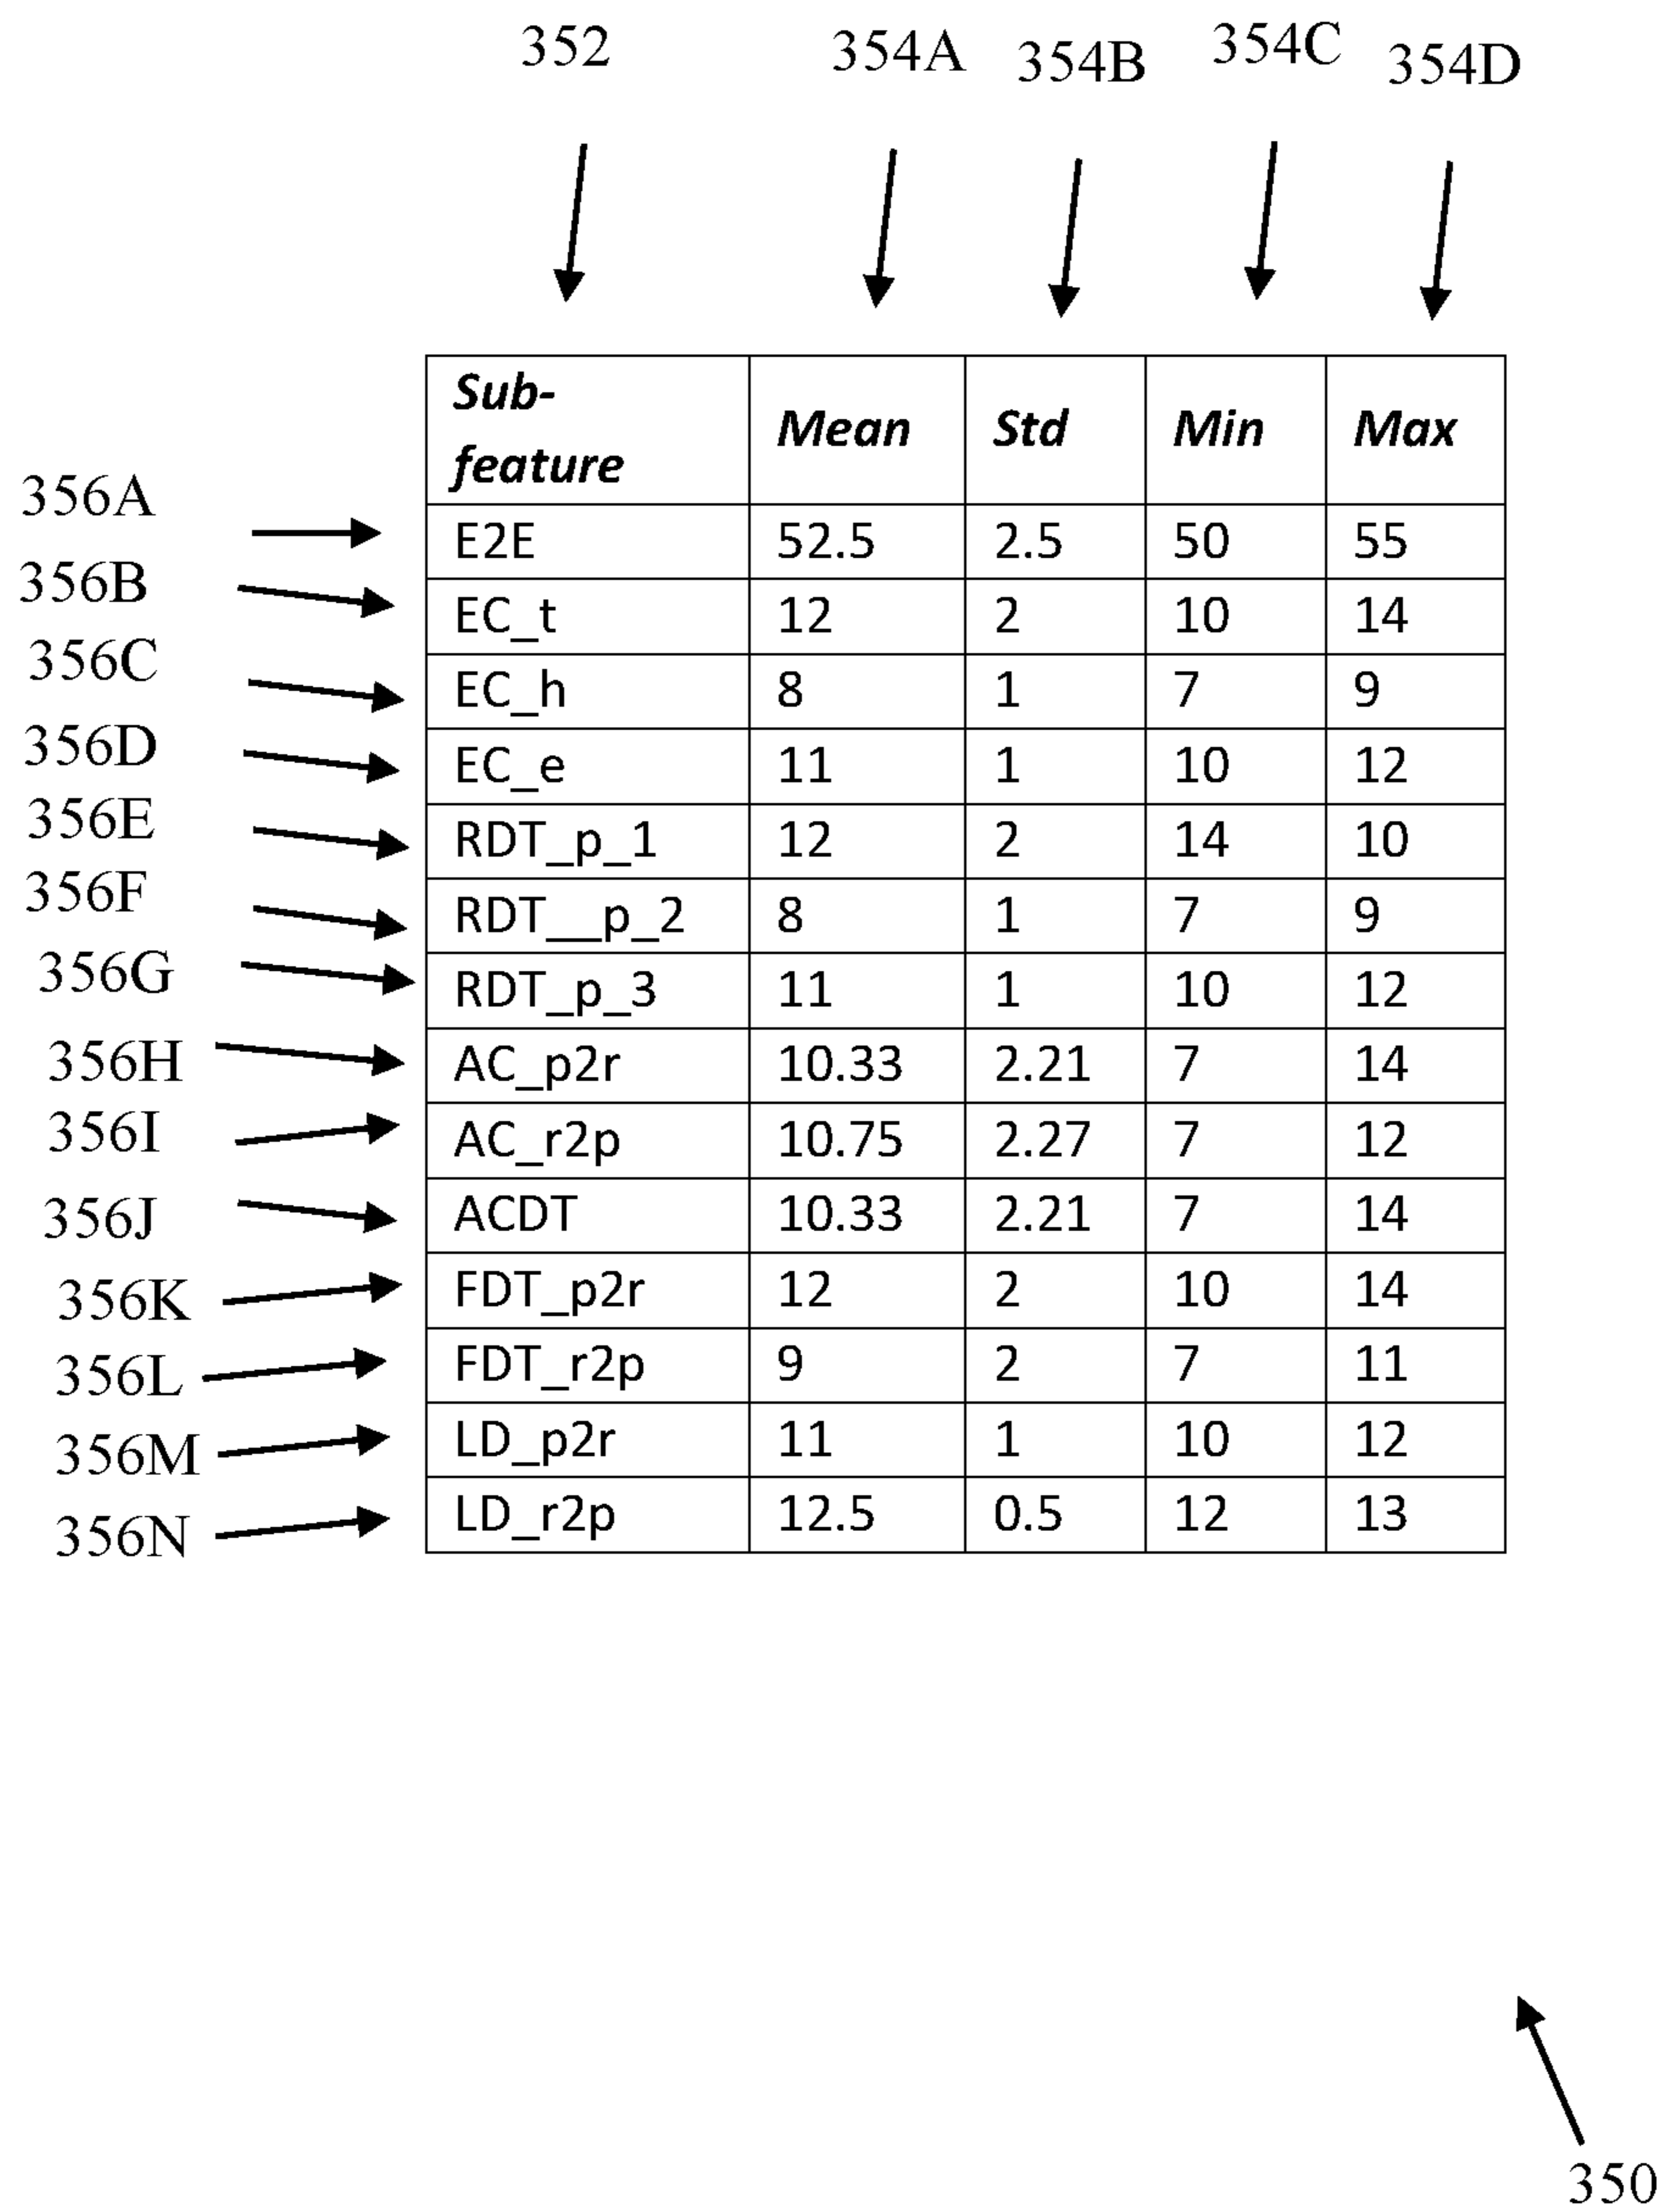 352 354A 354B 354C 354D
Sub-
feature Mean Std Min Max
356A E2E 52.5 2.5 50 55
356B EC_t 12 2 10 14
356C EC_h 8 1 7 9
356D EC_e 11 1 10 12
356E RDT_p_1 12 2 14 10
356F RDT__p_2 8 1 7 9
356G RDT_p_3 11 1 10 12
356H AC_p2r 10.33 2.21 7 14
356I AC_r2p 10.75 2.27 7 12
356J ACDT 10.33 2.21 7 14
356K FDT_p2r 12 2 10 14
356L FDT_r2p 9 2 7 11
356M LD_p2r 11 1 10 12
356N LD_r2p 12.5 0.5 12 13
350